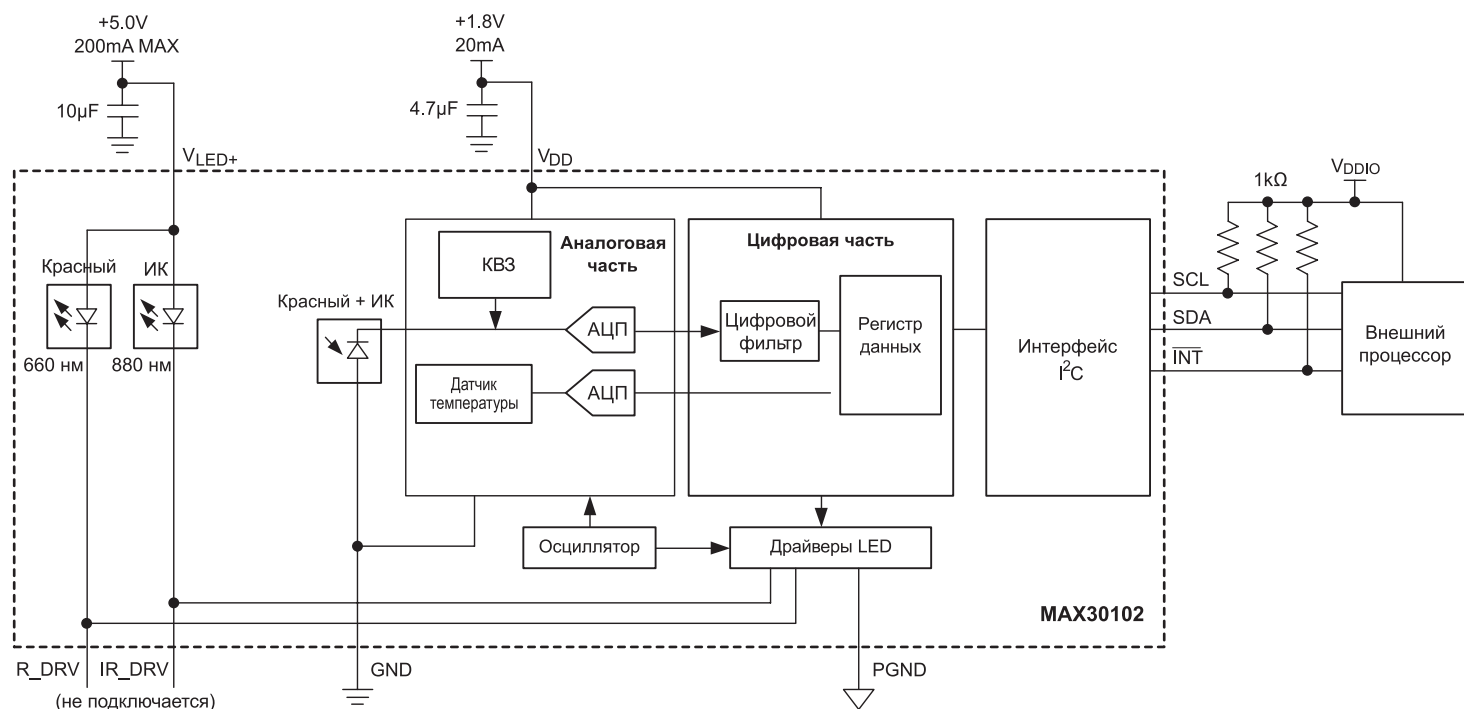 +5.0V
200mA MAX
+1.8V
20mA
10µF
4.7µF
VLED+
VDD
VDDIO
1kΩ
Красный
ИК
660 нм
880 нм
Красный + ИК
Аналоговая
часть
КВЗ
АЦП
Датчик
температуры
АЦП
Цифровая часть
Цифровой
фильтр
Регистр
данных
Интерфейс
I²C
SCL
SDA
INT
Внешний
процессор
Осциллятор
Драйверы LED
MAX30102
R_DRV
IR_DRV
(не подключается)
GND
PGND